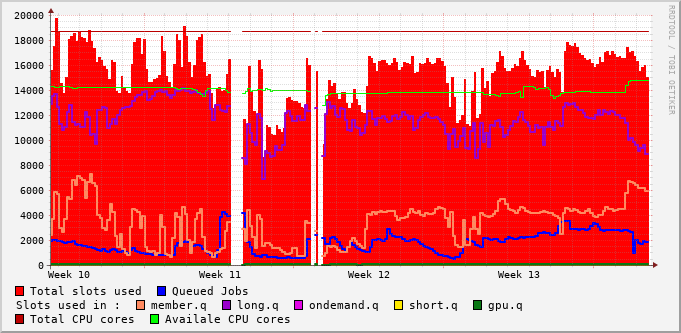 20000
18000
16000
14000
12000
10000
8000
6000
4000
2000
0
Week 10 Week 11 Week 12 Week 13
RRDTOOL / TOBI OETIKER
Total slots used Queued Jobs
Slots used in : member.q long.q ondemand.q short.q gpu.q
Total CPU cores Availale CPU cores